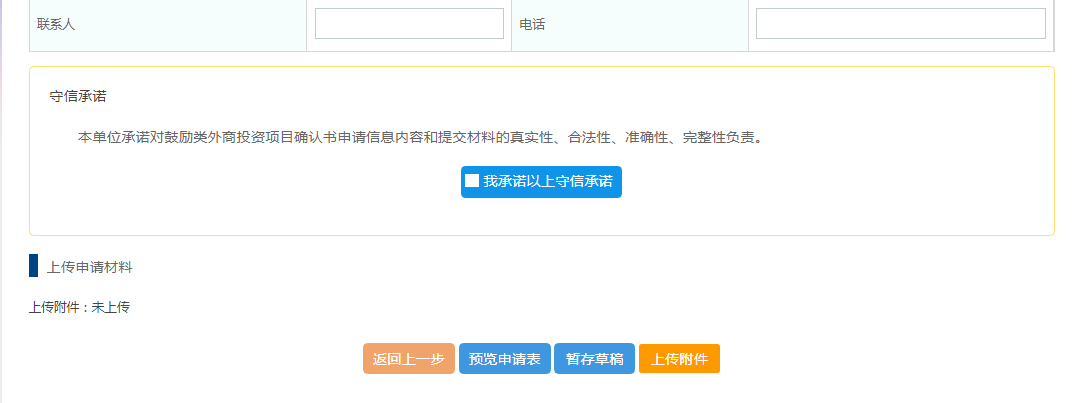 联系人 电话
守信承诺
本单位承诺对鼓励类外商投资项目确认书申请信息内容和提交材料的真实性、合法性、准确性、完整性负责。
我承诺以上守信承诺
上传申请材料
上传附件：未上传
返回上一步 预览申请表 暂存草稿 上传附件